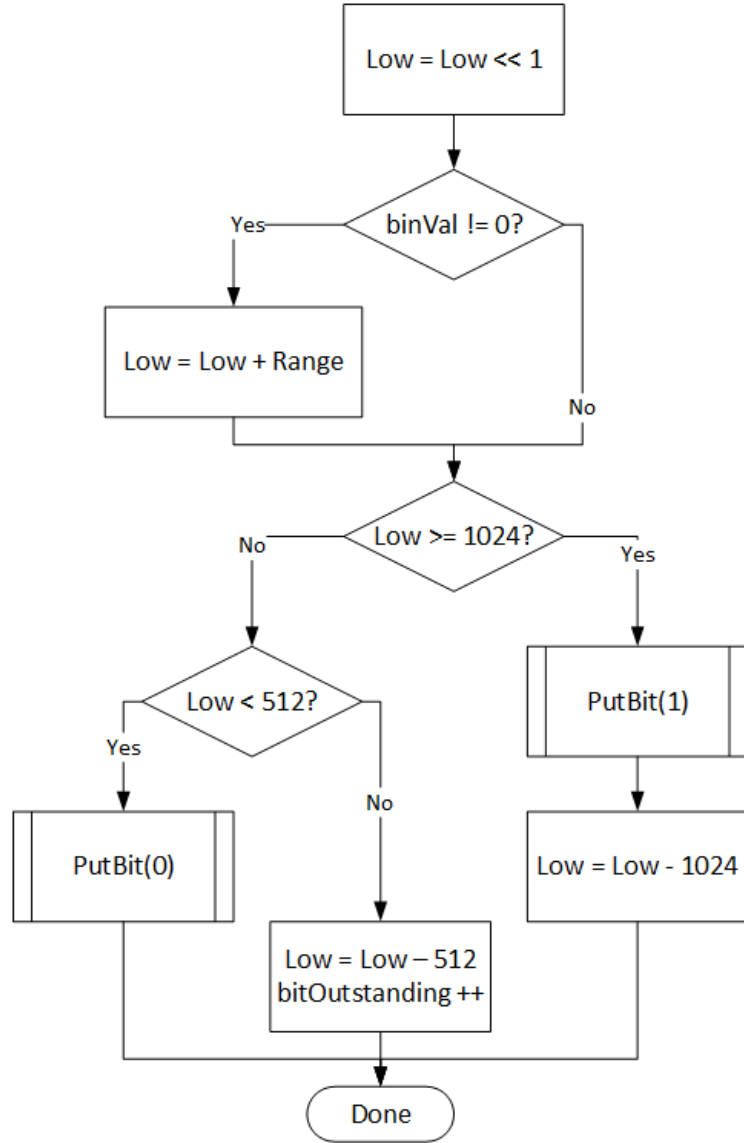 Low = Low << 1
binVal != 0?
Yes
Low = Low + Range
No
Low >= 1024?
No
Yes
Low < 512?
PutBit(1)
Yes
No
PutBit(0)
Low = Low - 1024
Low = Low – 512
bitOutstanding ++
Done